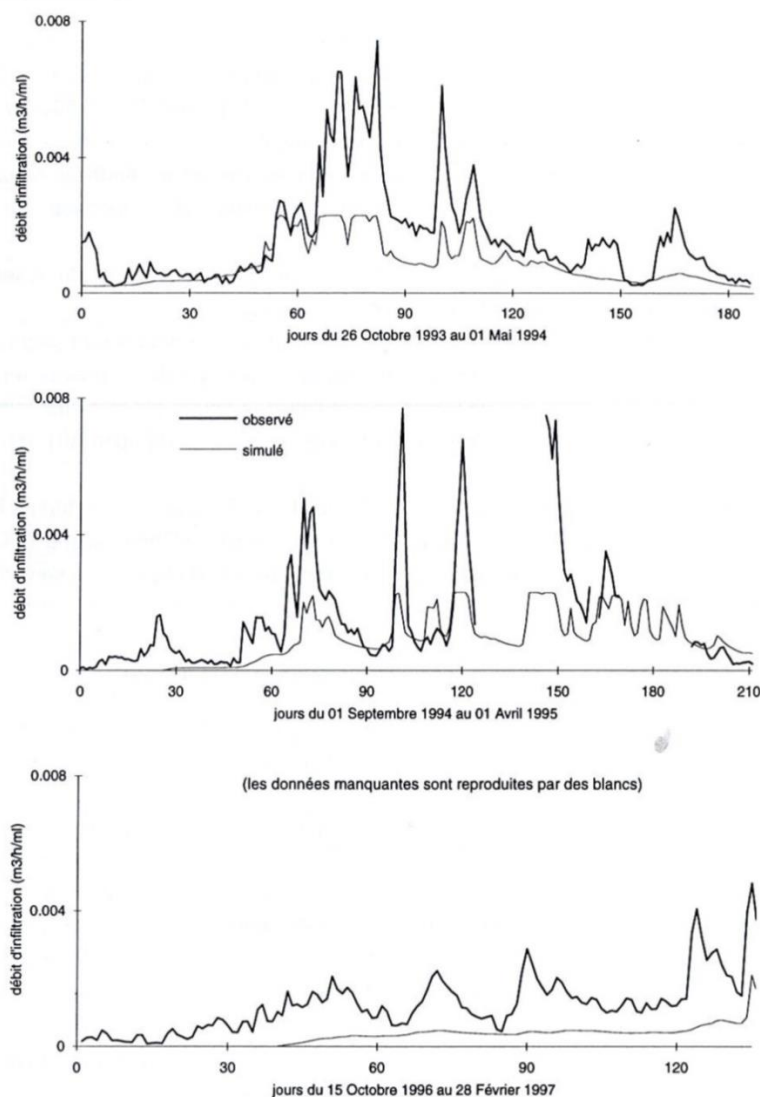 0.008
débit d'infiltration (m3/h/ml)
0.004
0
0 30 60 90 120 150 180
jours du 26 Octobre 1993 au 01 Mai 1994
0.008
observé
simulé
débit d'infiltration (m3/h/ml)
0.004
0
0 30 60 90 120 150 180 210
jours du 01 Septembre 1994 au 01 Avril 1995
0.008
(les données manquantes sont reproduites par des blancs)
débit d'infiltration (m3/h/ml)
0.004
0
0 30 60 90 120
jours du 15 Octobre 1996 au 28 Février 1997